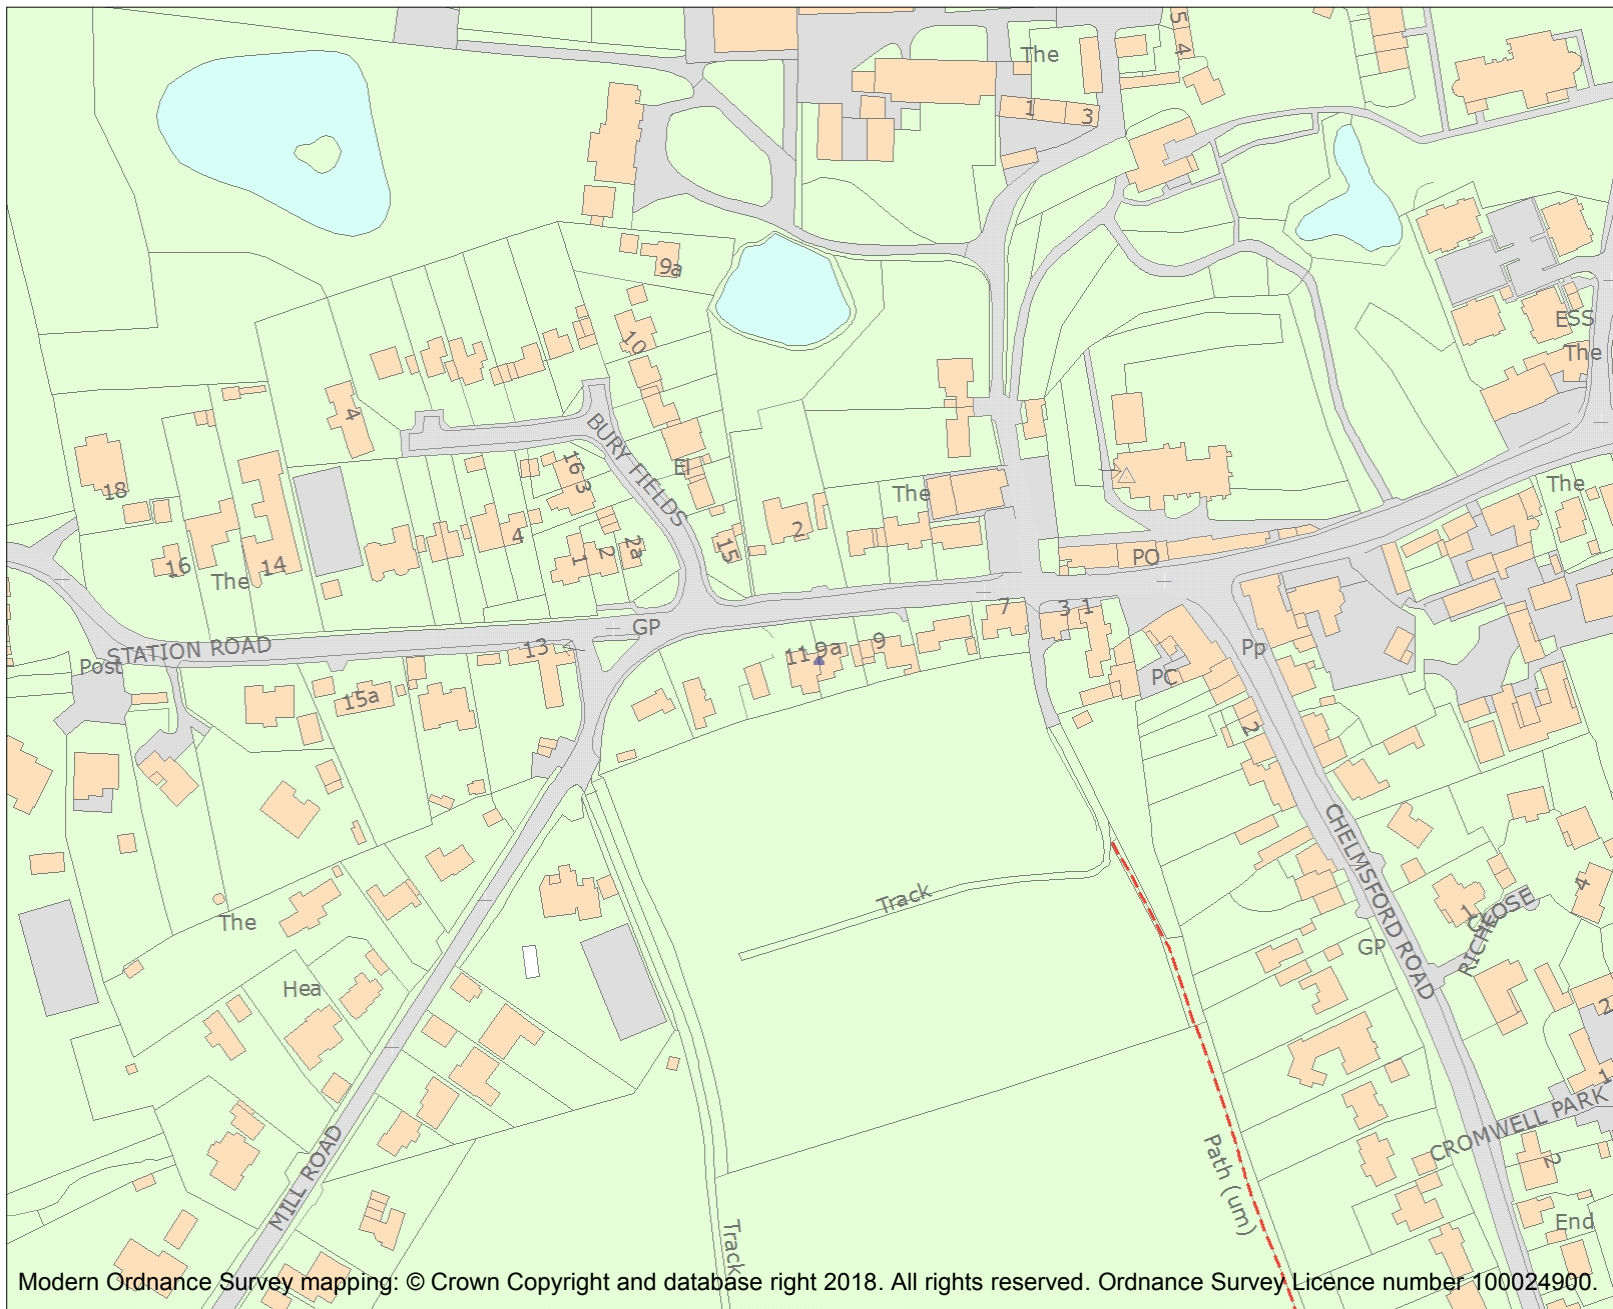 The
5
4
1
3
9a
10
ESS
The
4
BURY FIELDS
16
3
El
18
The
The
2
4
15
PO
16
14
The
1
2
2a
GP
7
3
1
STATION ROAD
Post
13
11
9a
9
Pp
PC
15a
2
CHELMSFORD ROAD
Track
The
4
1
RICH CLOSE
GP
Hea
2
1
CROMWELL PARK
2
MILL ROAD
Path (um)
Track
End
Modern Ordnance Survey mapping: © Crown Copyright and database right 2018. All rights reserved. Ordnance Survey Licence number 100024900.